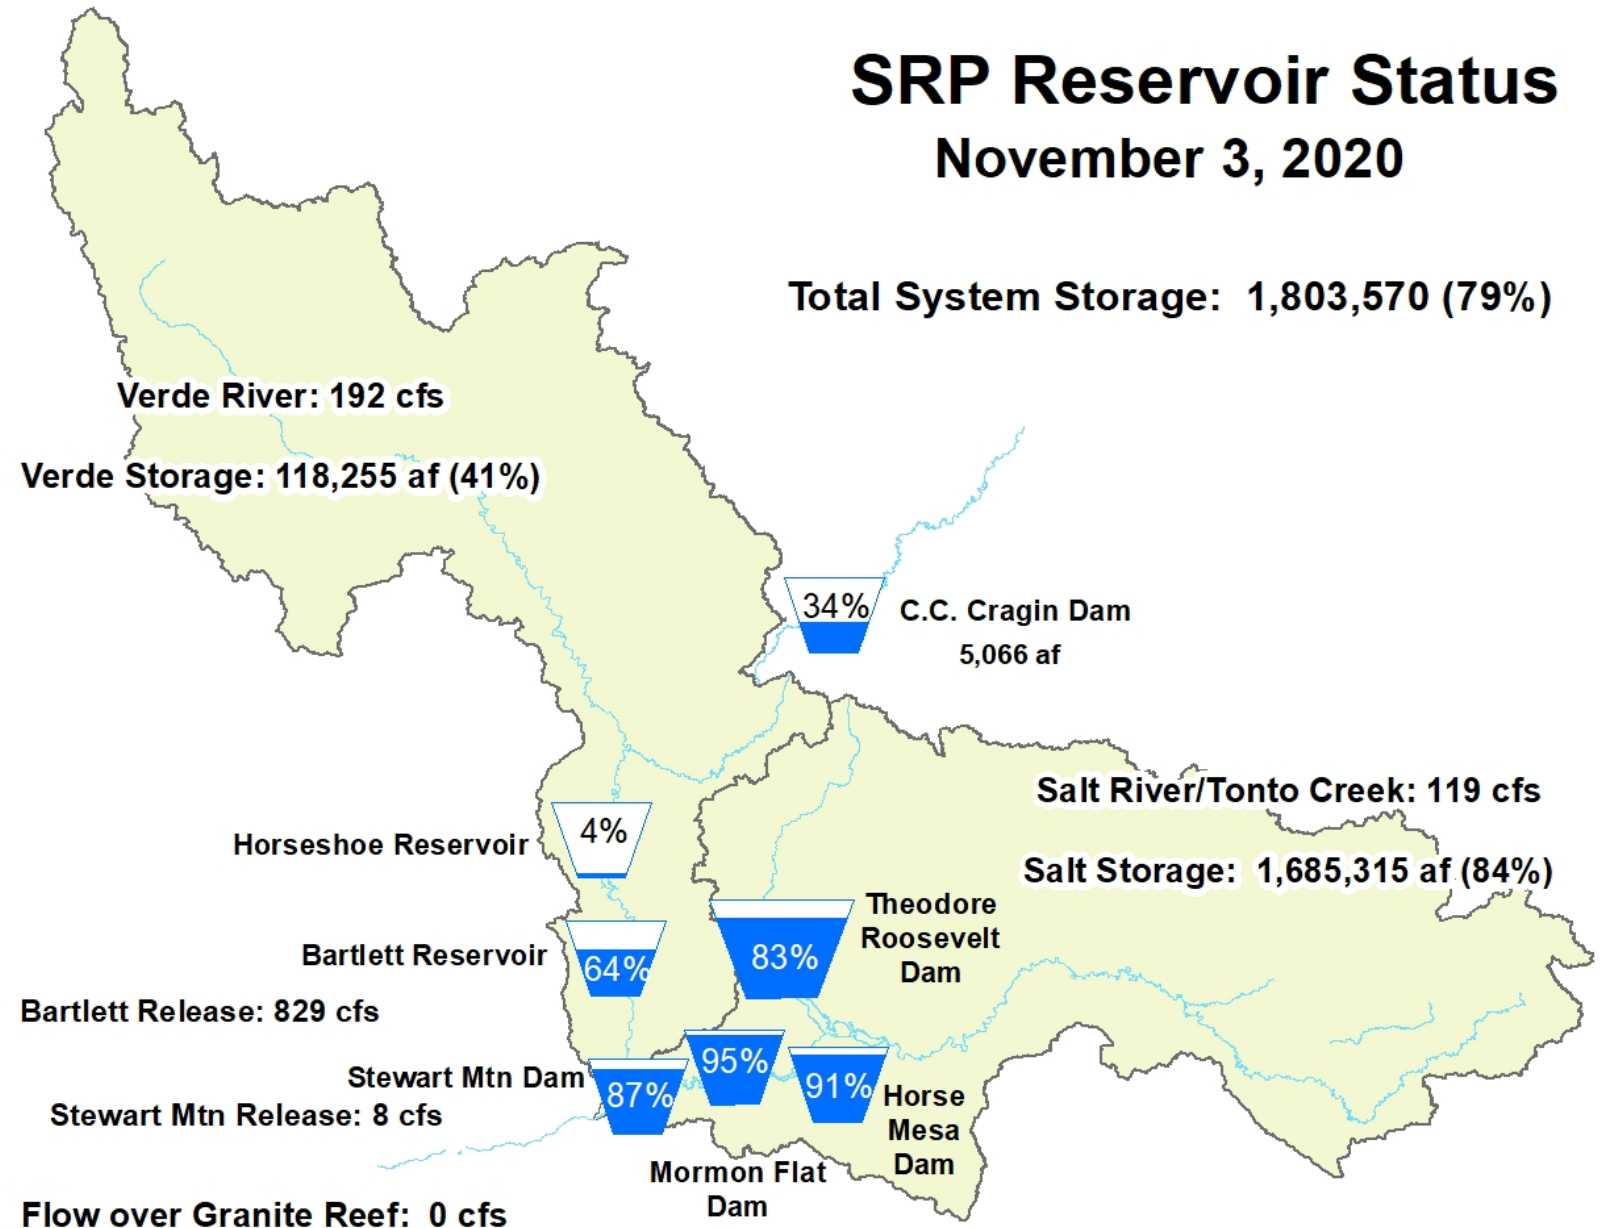 SRP Reservoir Status
November 3, 2020
Total System Storage: 1,803,570 (79%)
Verde River: 192 cfs
Verde Storage: 118,255 af (41%)
34%
C.C. Cragin Dam
5,066 af
Salt River/Tonto Creek: 119 cfs
Salt Storage: 1,685,315 af (84%)
Horseshoe Reservoir
4%
Theodore
Roosevelt
Dam
83%
Bartlett Reservoir
64%
Bartlett Release: 829 cfs
Stewart Mtn Dam
87%
95%
91%
Horse
Mesa
Dam
Stewart Mtn Release: 8 cfs
Mormon Flat
Dam
Flow over Granite Reef: 0 cfs